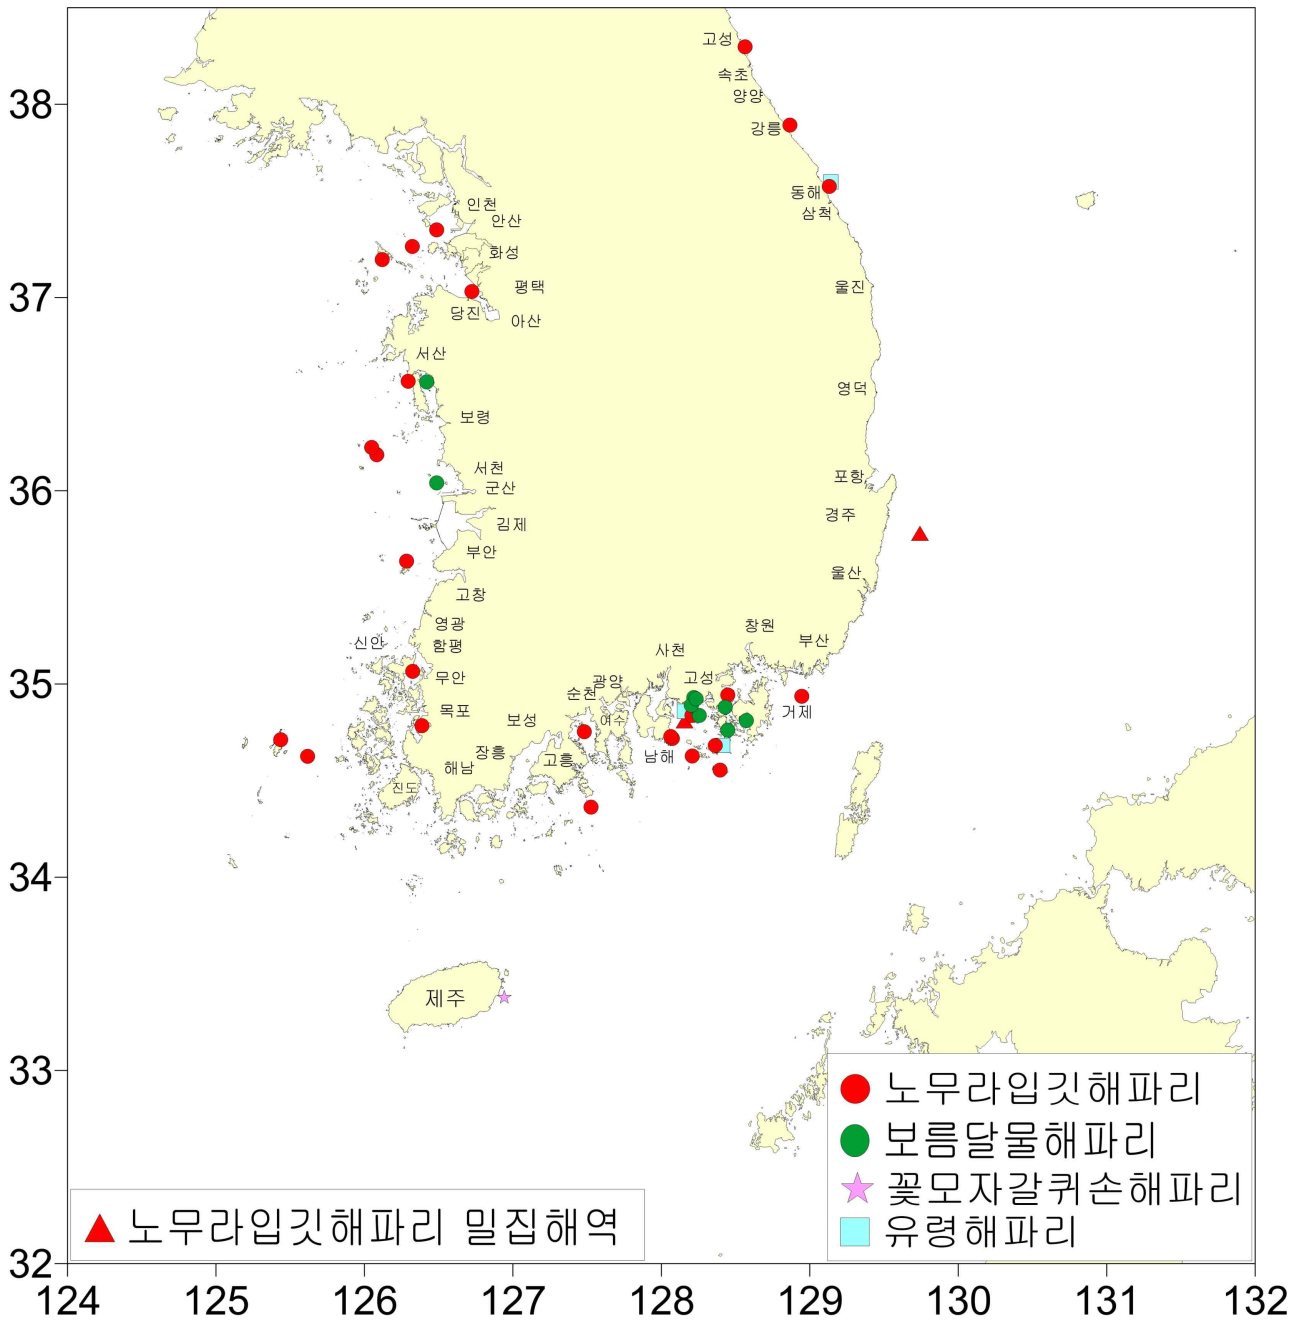 고성
속초
양양
38
강릉
동해
삼척
인천
안산
화성
평택
울진
37
당진
아산
서산
영덕
보령
서천
포항
36
군산
경주
김제
부안
울산
고창
영광
창원
신안
함평
부산
사천
35
무안
광양
고성
순천
목포
보성
여수
거제
장흥
남해
해남
고흥
진도
34
제주
33
노무라입깃해파리
보름달물해파리
꽃모자갈퀴손해파리
유령해파리
노무라입깃해파리 밀집해역
32
124 125 126 127 128 129 130 131 132